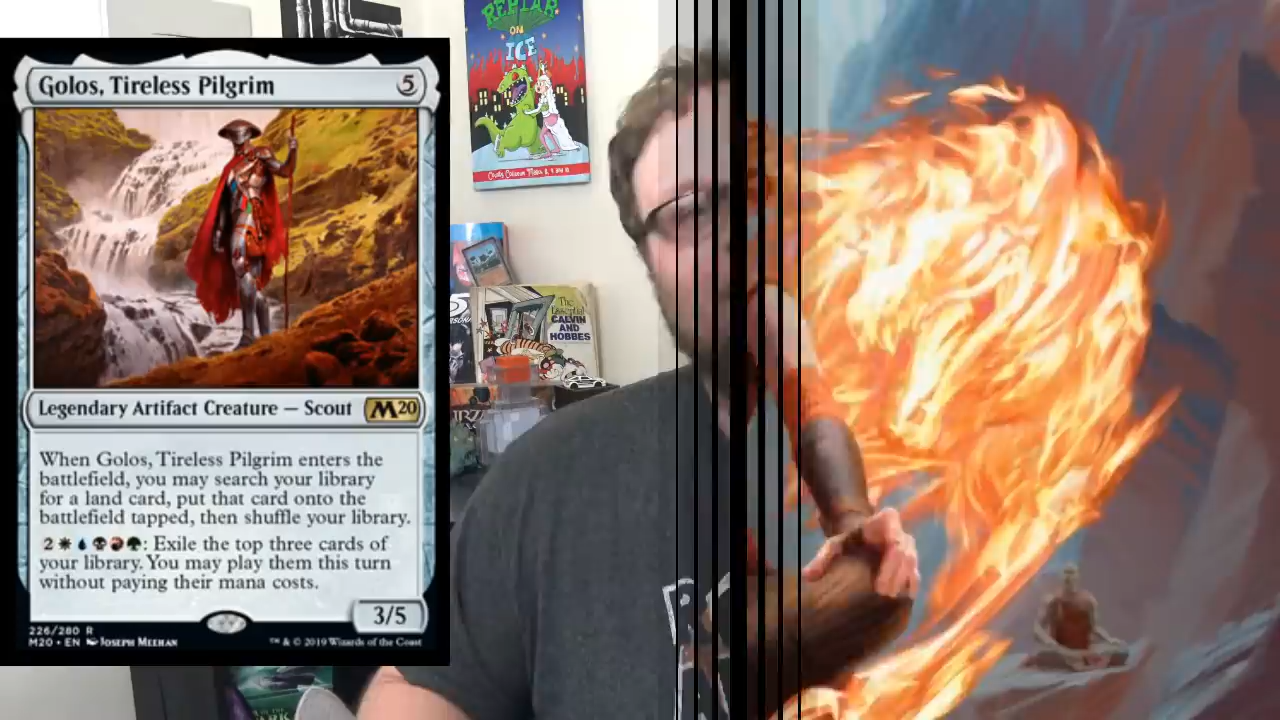 Golos, Tireless Pilgrim 5
Legendary Artifact Creature — Scout M20
When Golos, Tireless Pilgrim enters the
battlefield, you may search your library
for a land card, put that card onto the
battlefield tapped, then shuffle your library.
2: Exile the top three cards of
your library. You may play them this turn
without paying their mana costs.
3/5
226/280 R
M20 • EN JOSEPH MEEHAN
™ & © 2019 Wizards of the Coast
REPTAR
ON
ICE
The
Essential
CALVIN
AND
HOBBES